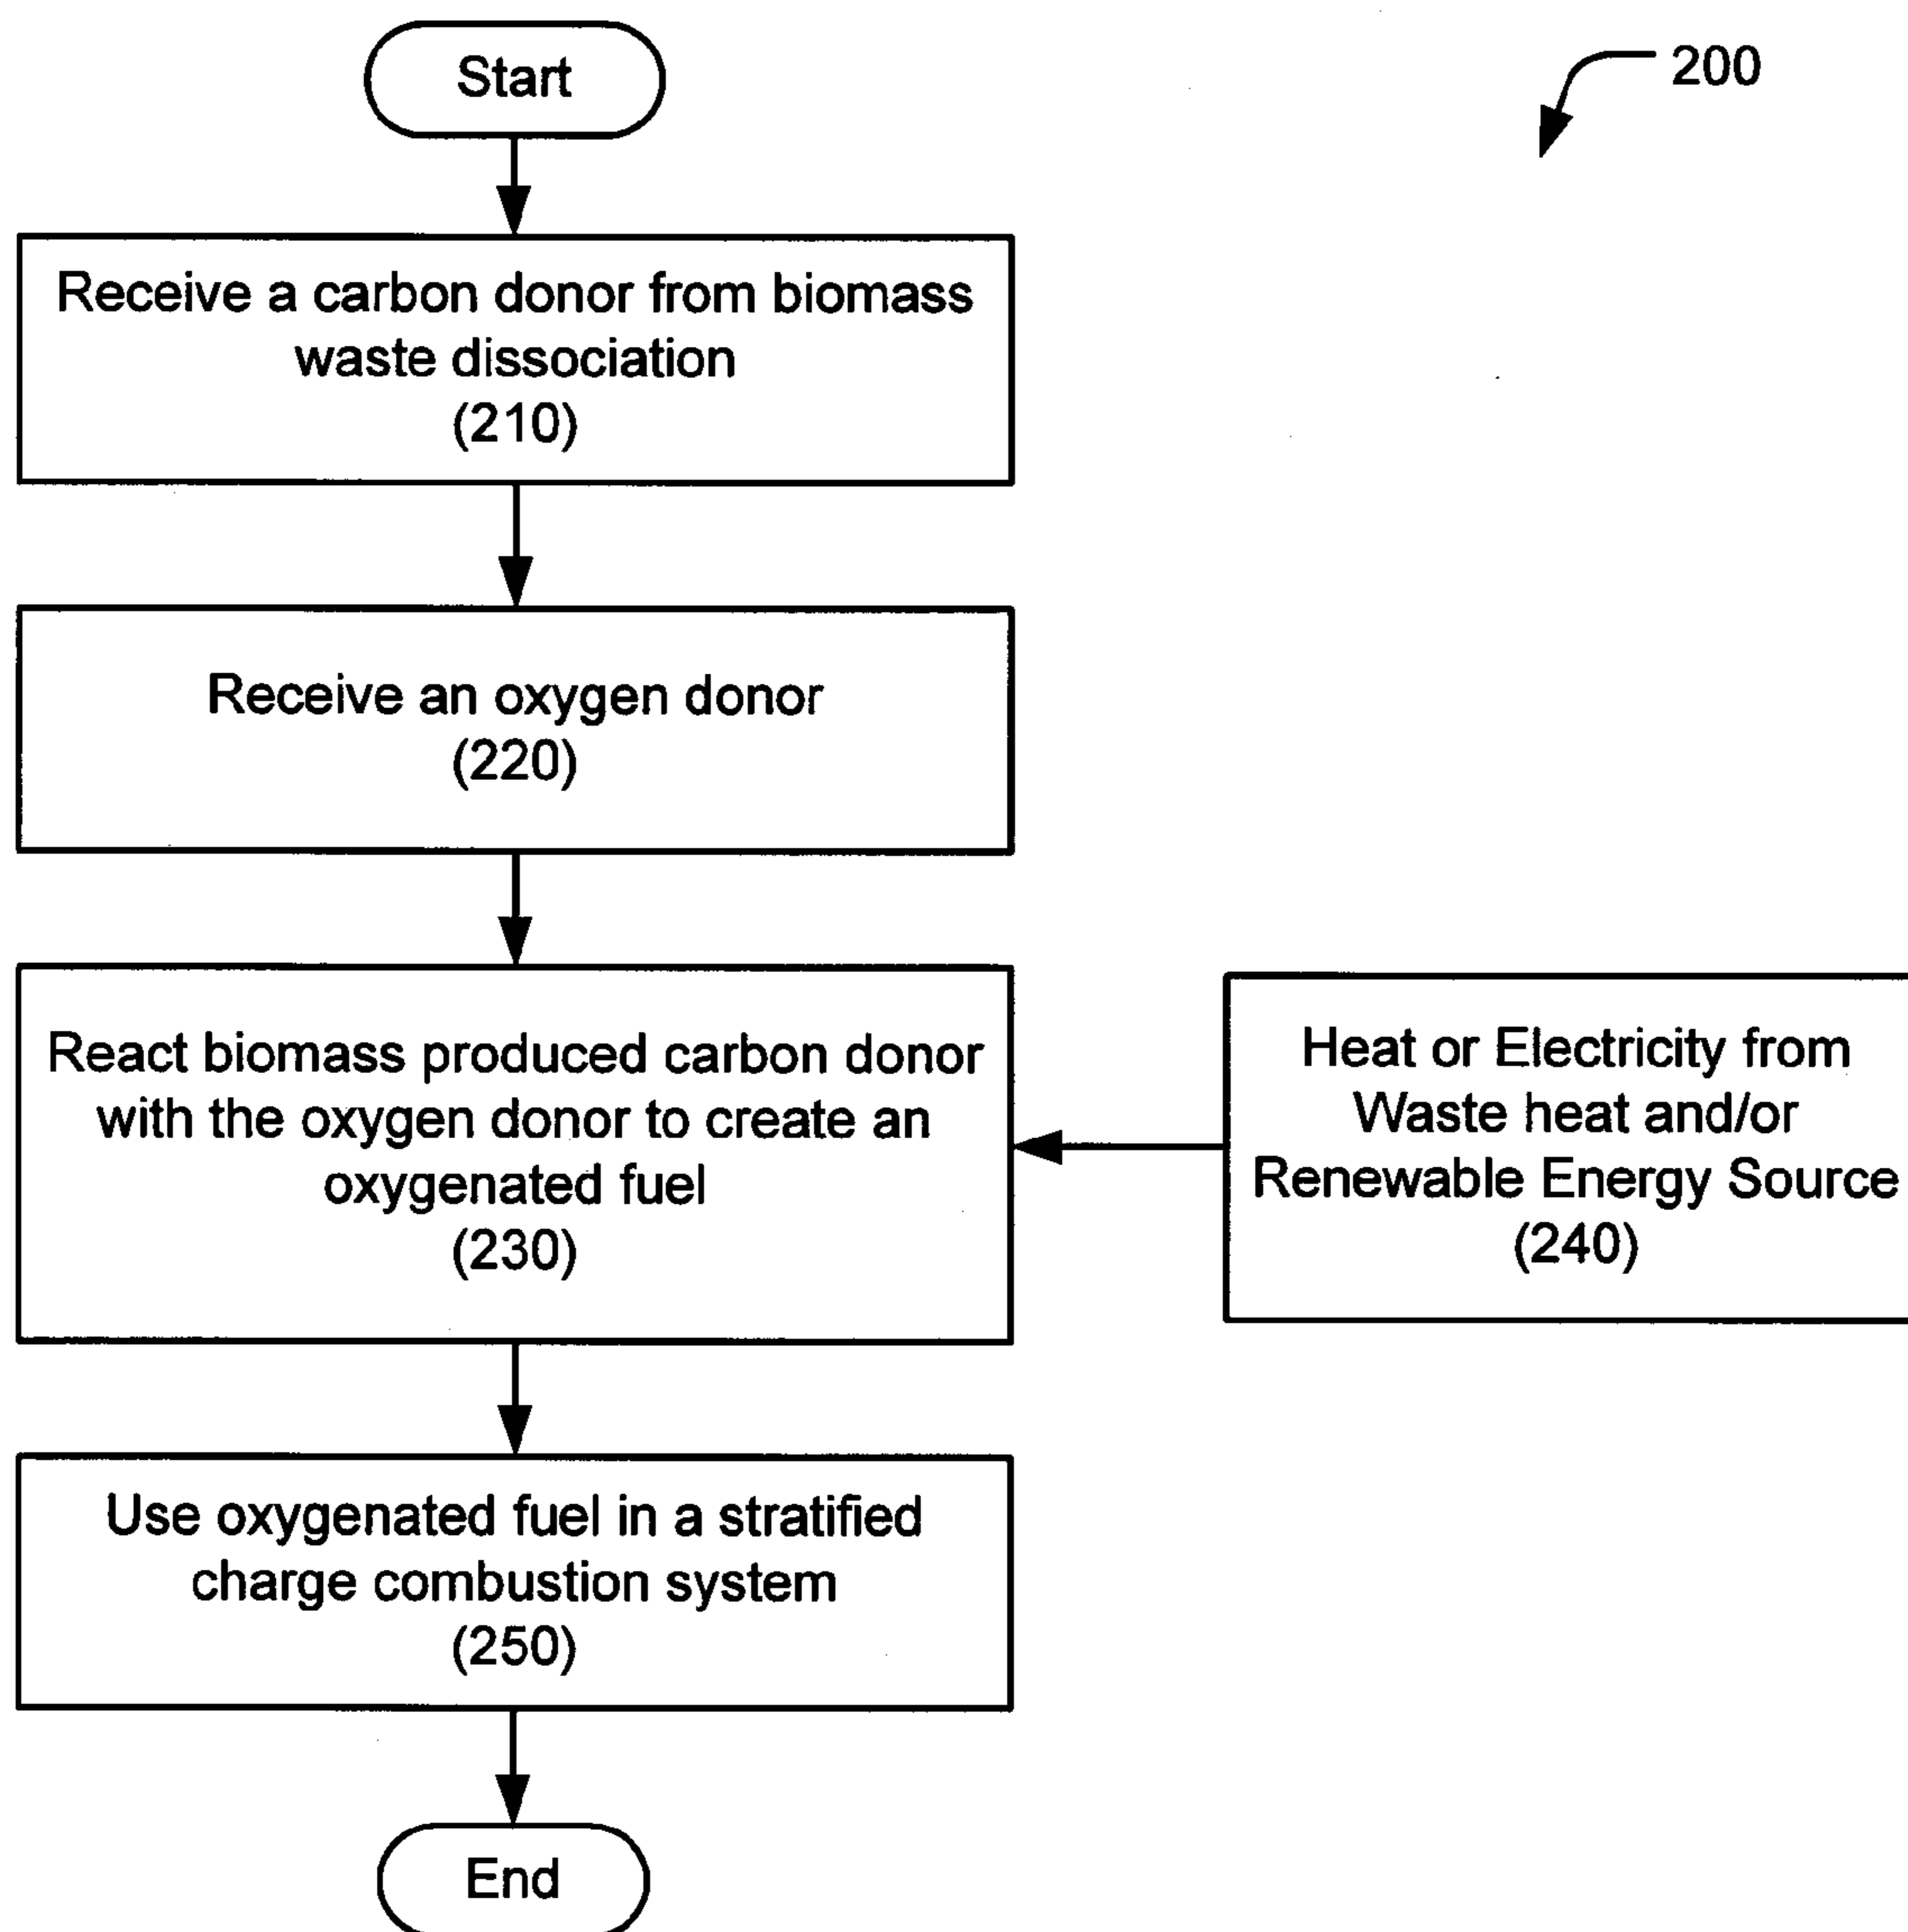 Start
200
Receive a carbon donor from biomass
waste dissociation
(210)
Receive an oxygen donor
(220)
React biomass produced carbon donor
with the oxygen donor to create an
oxygenated fuel
(230)
Heat or Electricity from
Waste heat and/or
Renewable Energy Source
(240)
Use oxygenated fuel in a stratified
charge combustion system
(250)
End